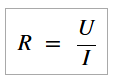 R = U/I